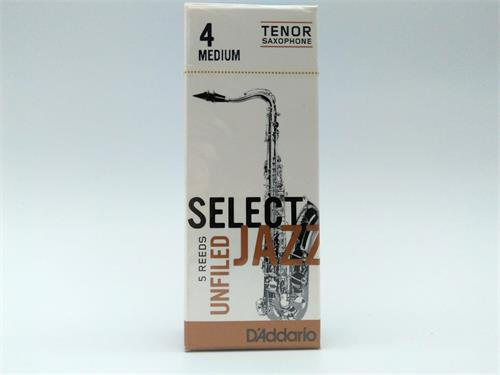 4
MEDIUM
TENOR
SAXOPHONE
SELECT
JAZZ
UNFILED
5 REEDS
D'Addario